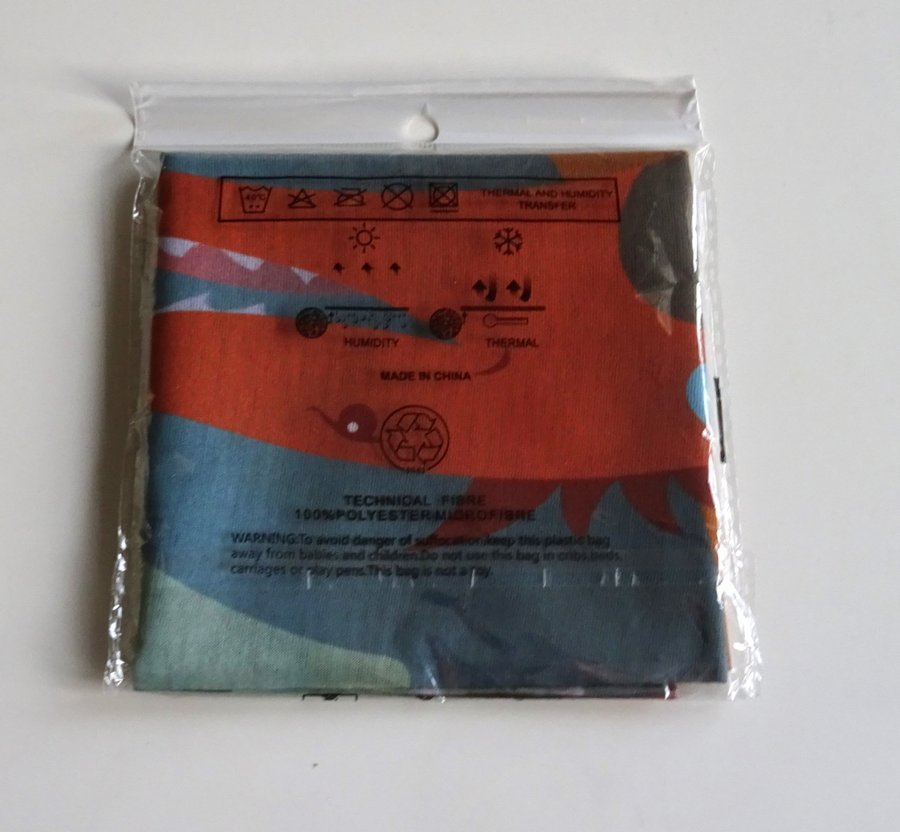 40°C
THERMAL AND HUMIDITY
TRANSFER
HUMIDITY
THERMAL
MADE IN CHINA
TECHNICAL FIBRE
100%POLYESTER MICROFIBRE
WARNING:To avoid danger of suffocation,keep this plastic bag
away from babies and children.Do not use this bag in cribs,beds,
carriages or play pens.This bag is not a toy.